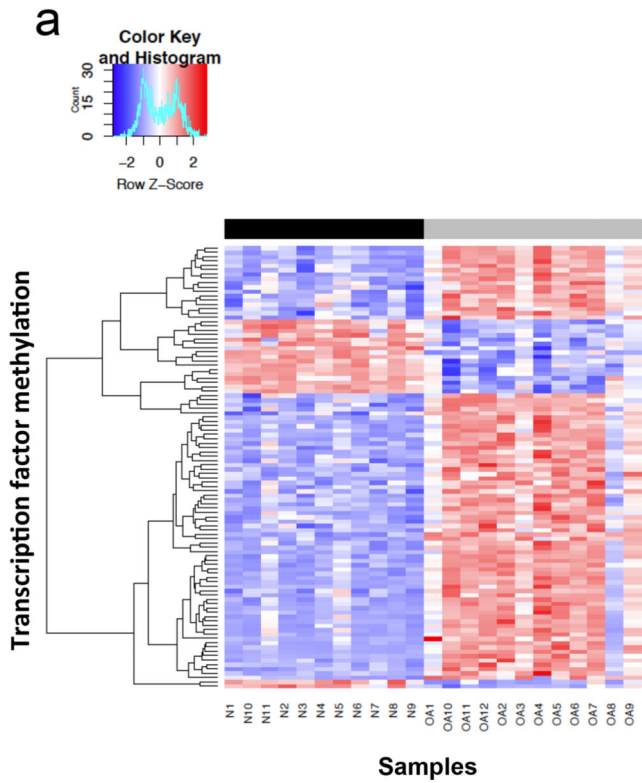 a
Color Key
and Histogram
Count
0 15 30
-2 0 2
Row Z-Score
Transcription factor methylation
N1 N10 N11 N2 N3 N4 N5 N6 N7 N8 N9 OA1 OA10 OA11 OA12 OA2 OA3 OA4 OA5 OA6 OA7 OA8 OA9
Samples